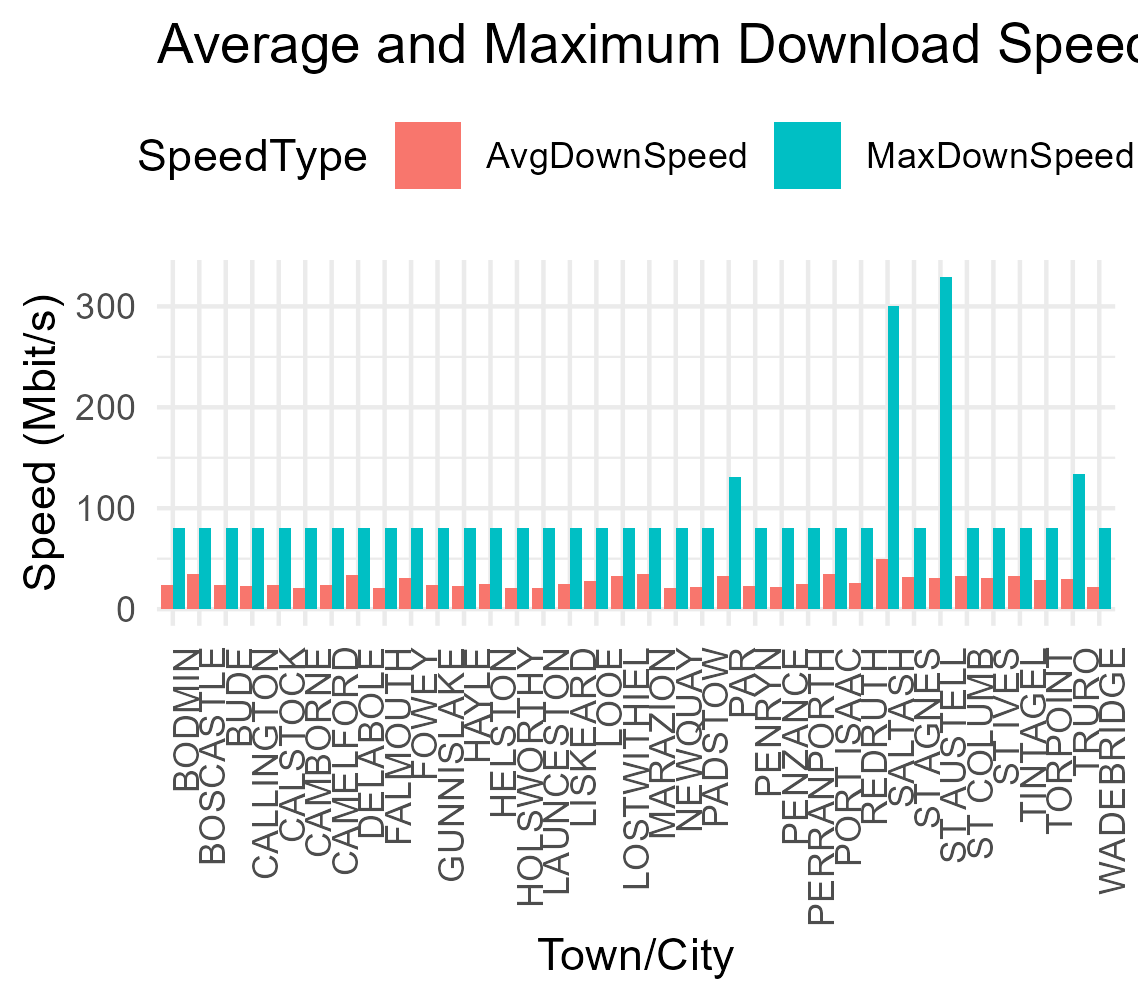 Average and Maximum Download Speed
SpeedType
AvgDownSpeed
MaxDownSpeed
Speed (Mbit/s)
300
200
100
0
BODMIN
BOSCASTLE
BUDE
CALLINGTON
CALSTOCK
CAMBORNE
CAMELFORD
DELABOLE
FALMOUTH
FOWEY
GUNNISLAKE
HAYLE
HELSTON
HOLSWORTHY
LAUNCESTON
LISKEARD
LOOE
LOSTWITHIEL
MARAZION
NEWQUAY
PADSTOW
PAR
PENRYN
PENZANCE
PERRANPORTH
PORT ISAAC
REDRUTH
SALTASH
ST AGNES
ST AUSTELL
ST COLUMB
ST IVES
TINTAGEL
TORPOINT
TRURO
WADEBRIDGE
Town/City